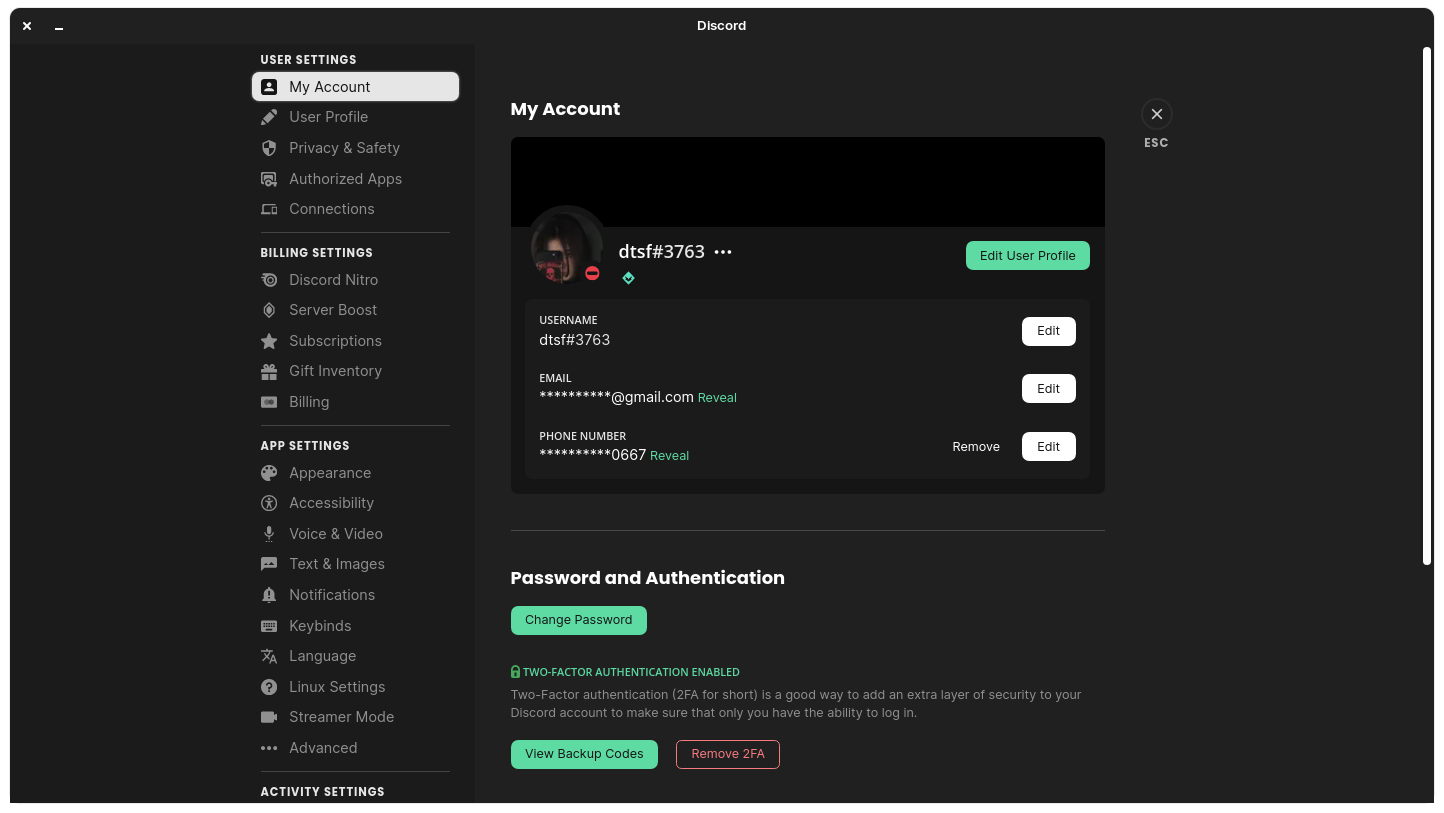 Discord
USER SETTINGS
My Account
User Profile
Privacy & Safety
Authorized Apps
Connections
BILLING SETTINGS
Discord Nitro
Server Boost
Subscriptions
Gift Inventory
Billing
APP SETTINGS
Appearance
Accessibility
Voice & Video
Text & Images
Notifications
Keybinds
Language
Linux Settings
Streamer Mode
Advanced
ACTIVITY SETTINGS
My Account
ESC
dtsf#3763
Edit User Profile
USERNAME
dtsf#3763
Edit
EMAIL
**********@gmail.com Reveal
Edit
PHONE NUMBER
**********0667 Reveal
Remove
Edit
Password and Authentication
Change Password
TWO-FACTOR AUTHENTICATION ENABLED
Two-Factor authentication (2FA for short) is a good way to add an extra layer of security to your
Discord account to make sure that only you have the ability to log in.
View Backup Codes
Remove 2FA